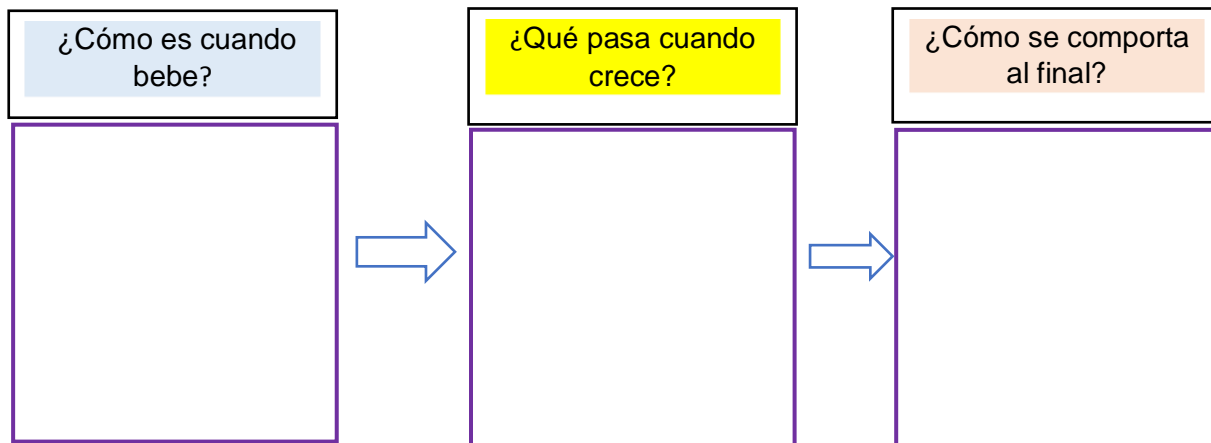 ¿Cómo es cuando
bebe?
¿Qué pasa cuando
crece?
¿Cómo se comporta
al final?